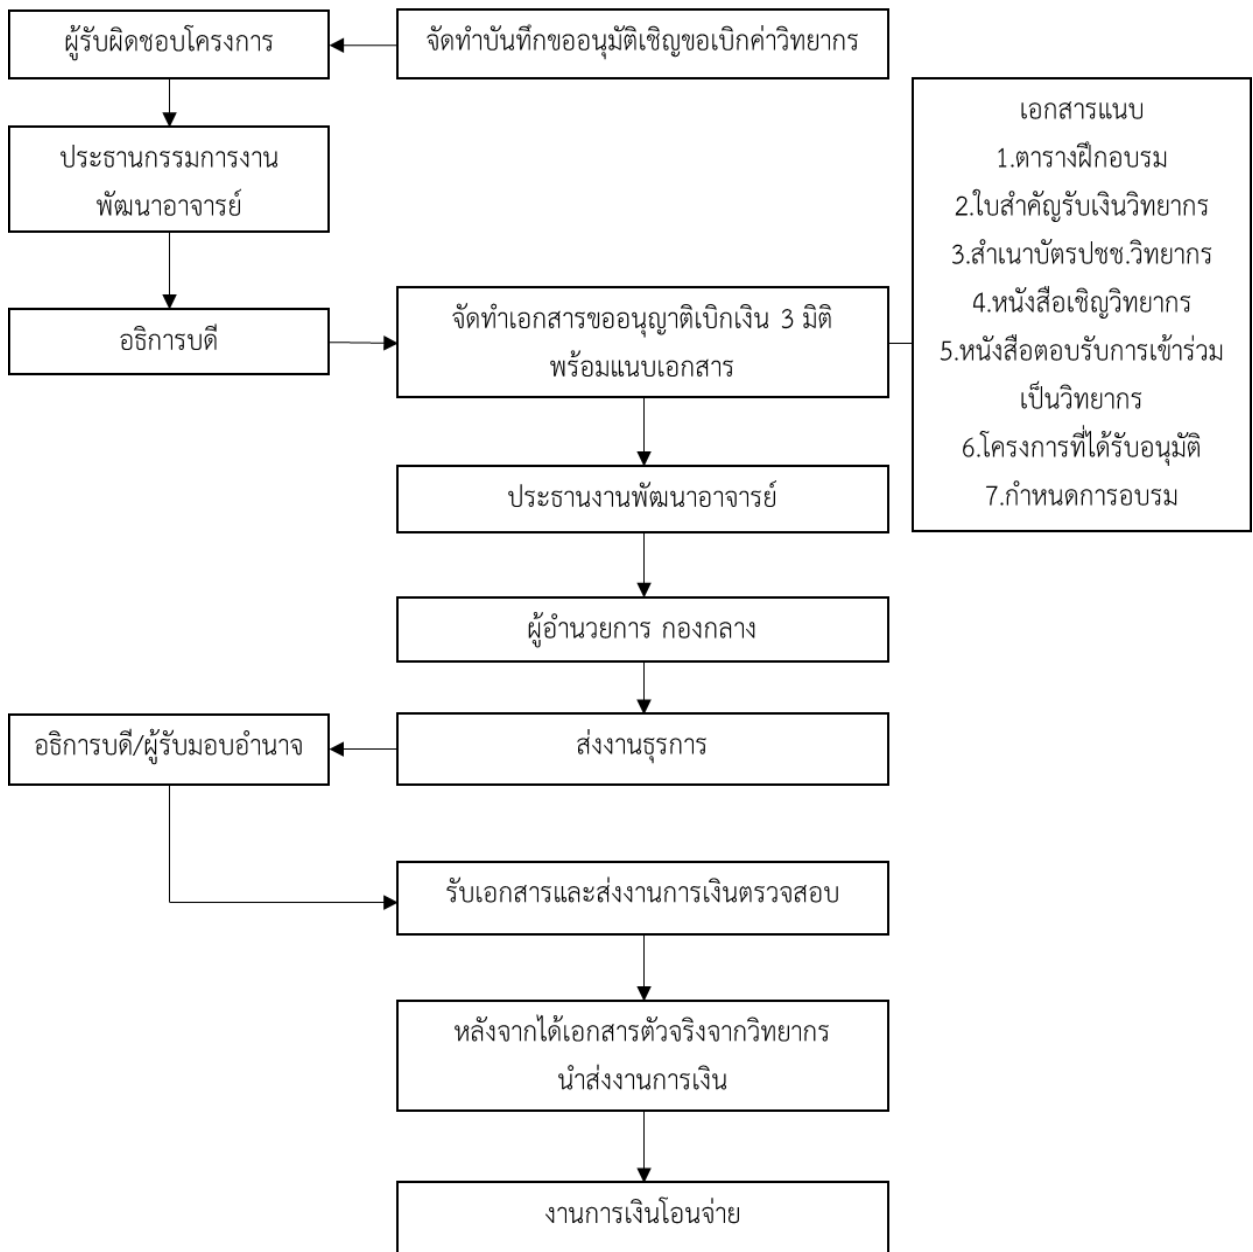 จัดทำบันทึกขออนุมัติเชิญขอเบิกค่าวิทยากร
ผู้รับผิดชอบโครงการ
ประธานกรรมการงาน
พัฒนาอาจารย์
อธิการบดี
จัดทำเอกสารขออนุญาติเบิกเงิน 3 มิติ
พร้อมแนบเอกสาร
เอกสารแนบ
1.ตารางฝึกอบรม
2.ใบสำคัญรับเงินวิทยากร
3.สำเนาบัตรปชช.วิทยากร
4.หนังสือเชิญวิทยากร
5.หนังสือตอบรับการเข้าร่วม
เป็นวิทยากร
6.โครงการที่ได้รับอนุมัติ
7.กำหนดการอบรม
ประธานงานพัฒนาอาจารย์
ผู้อำนวยการ กองกลาง
ส่งงานธุรการ
อธิการบดี/ผู้รับมอบอำนาจ
รับเอกสารและส่งงานการเงินตรวจสอบ
หลังจากได้เอกสารตัวจริงจากวิทยากร
นำส่งงานการเงิน
งานการเงินโอนจ่าย